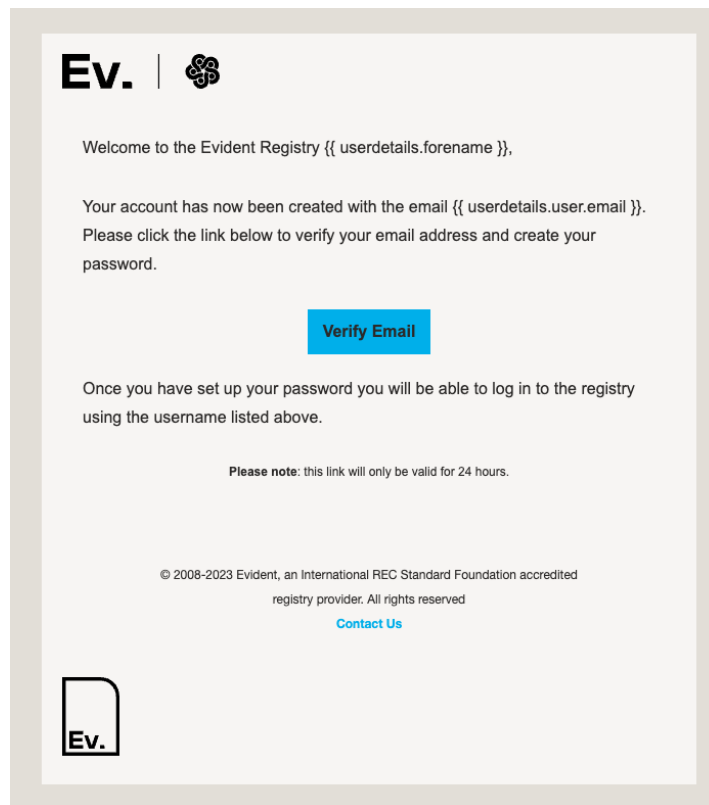 Ev.
Welcome to the Evident Registry {{ userdetails.forename }},
Your account has now been created with the email {{ userdetails.user.email }}.
Please click the link below to verify your email address and create your
password.
Verify Email
Once you have set up your password you will be able to log in to the registry
using the username listed above.
Please note: this link will only be valid for 24 hours.
© 2008-2023 Evident, an International REC Standard Foundation accredited
registry provider. All rights reserved
Contact Us
Ev.